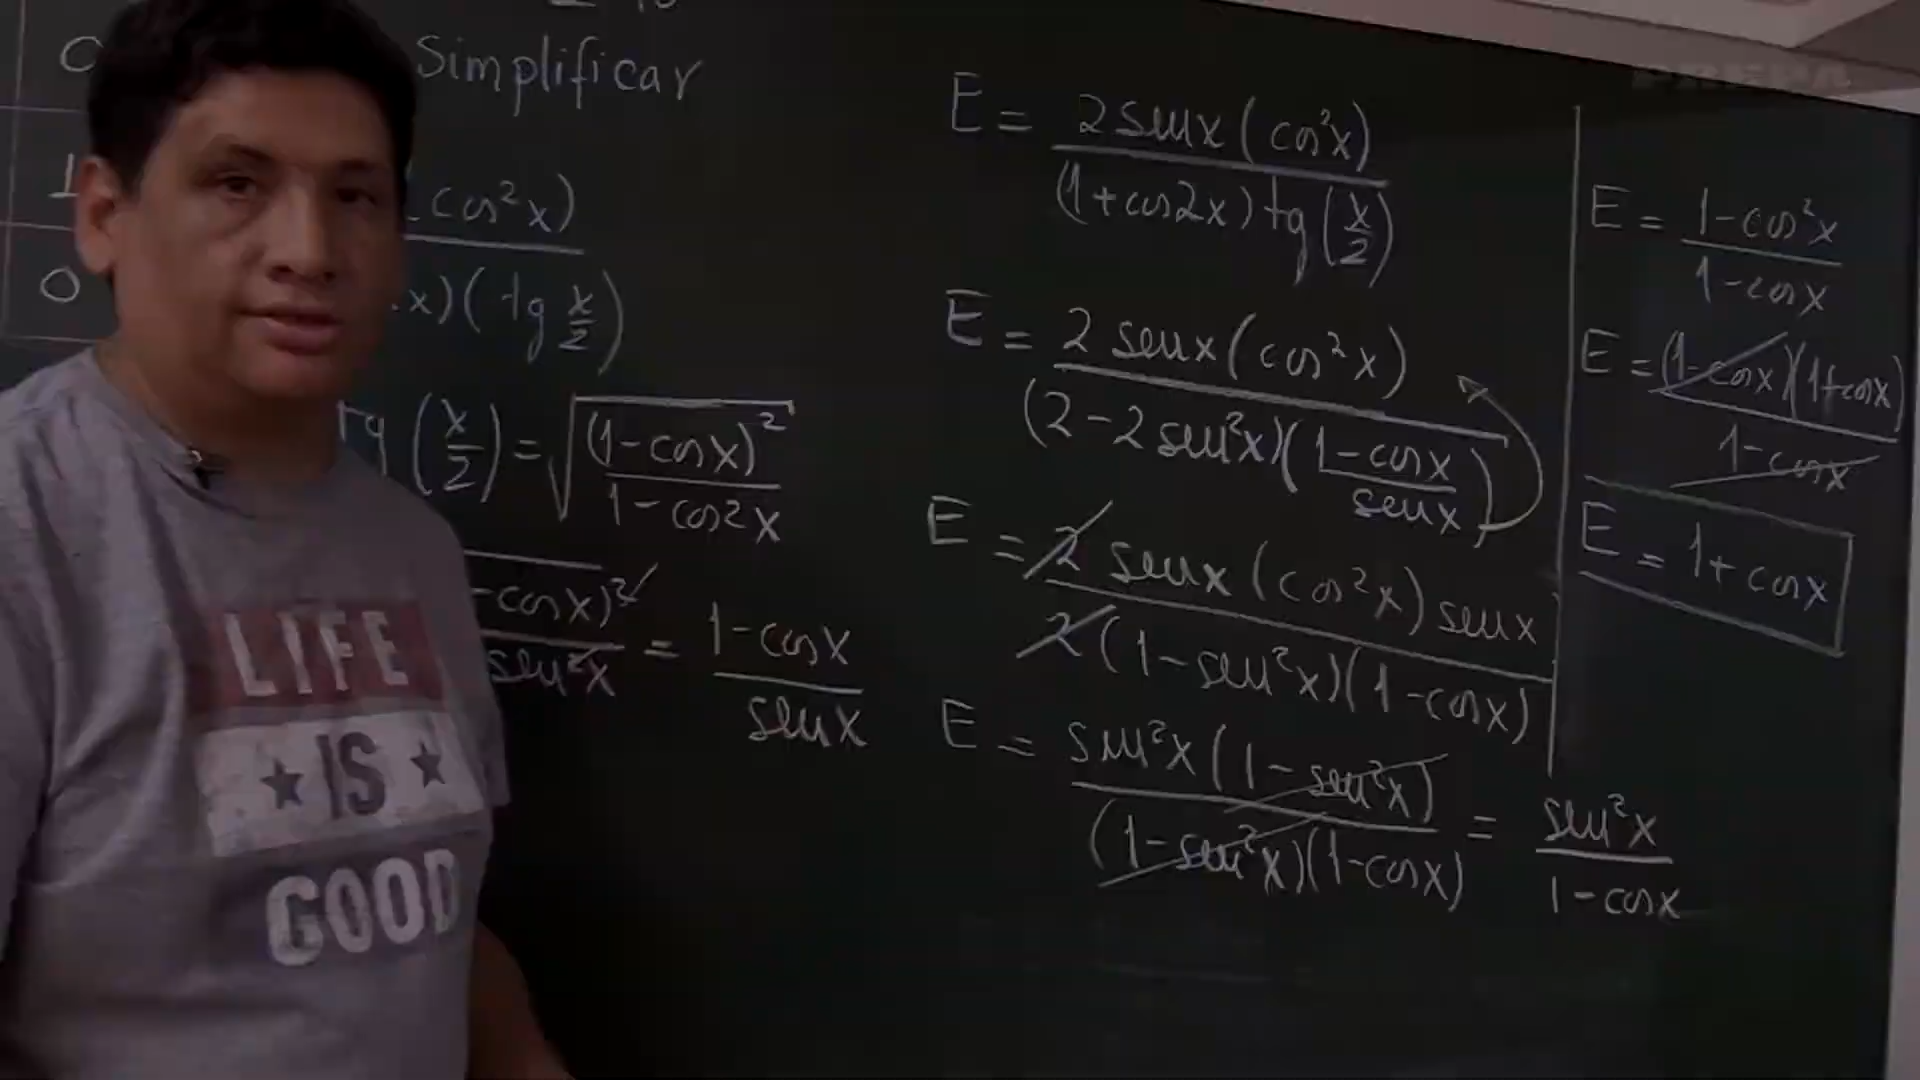 Simplificar
cos²x)
x)(tg x/2)
tg (x/2) = √((1-cosx)²/(1-cos2x))
-cosx)²/sen²x = (1-cosx)/senx
E = 2senx(cos²x)/((1+cos2x)tg(x/2))
E = 2senx(cos²x)/((2-2sen²x)((1-cosx)/senx))
E = 2senx(cos²x)senx/(2(1-sen²x)(1-cosx))
E = sen²x(1-sen²x)/((1-sen²x)(1-cosx)) = sen²x/(1-cosx)
E = (1-cos²x)/(1-cosx)
E = (1-cosx)(1+cosx)/(1-cosx)
E = 1+cosx
0
1
0
LIFE
IS
GOOD